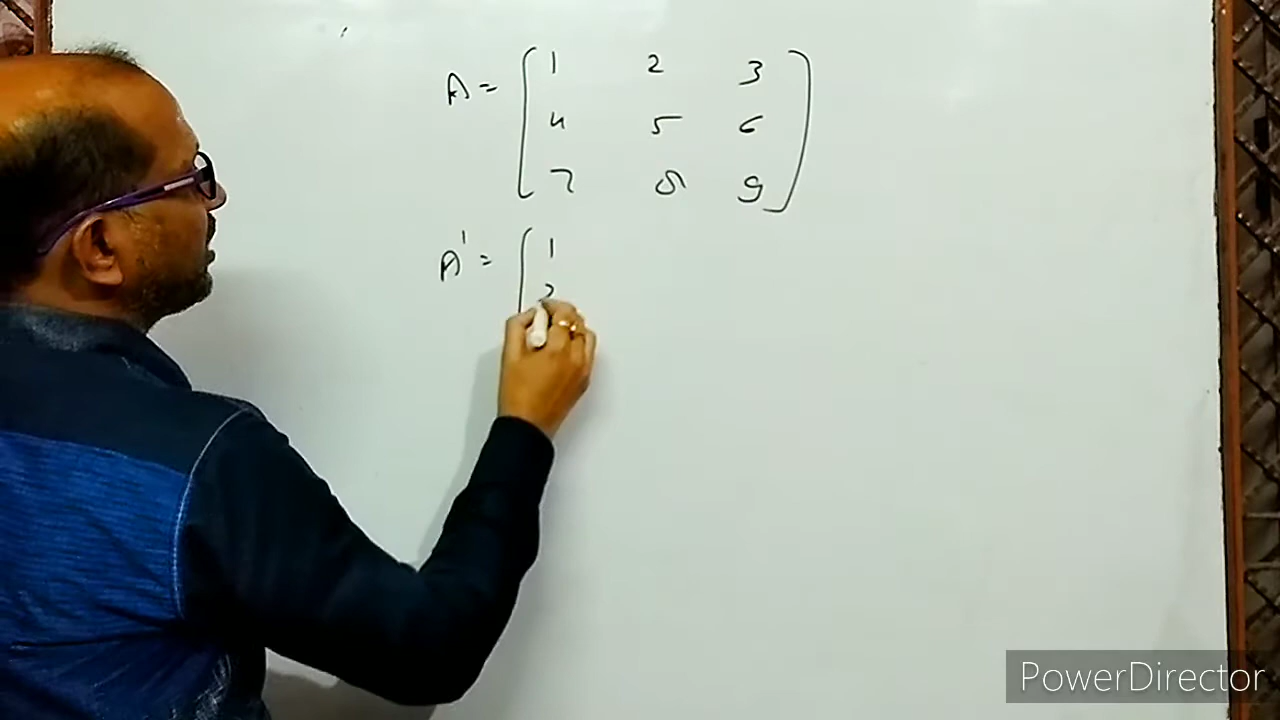 A = [ 1 2 3
4 5 6
7 8 9 ]
A' = [ 1
2
PowerDirector